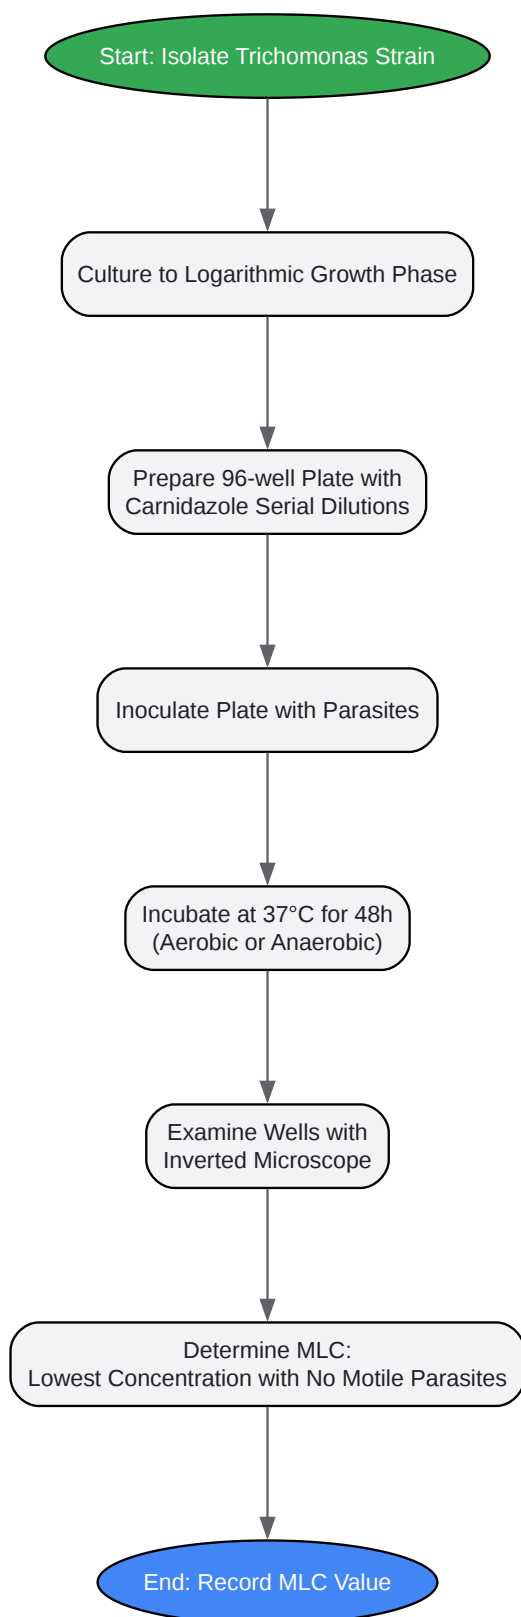 Start: Isolate Trichomonas Strain
Culture to Logarithmic Growth Phase
Prepare 96-well Plate with
Carnidazole Serial Dilutions
Inoculate Plate with Parasites
Incubate at 37°C for 48h
(Aerobic or Anaerobic)
Examine Wells with
Inverted Microscope
Determine MLC:
Lowest Concentration with No Motile Parasites
End: Record MLC Value